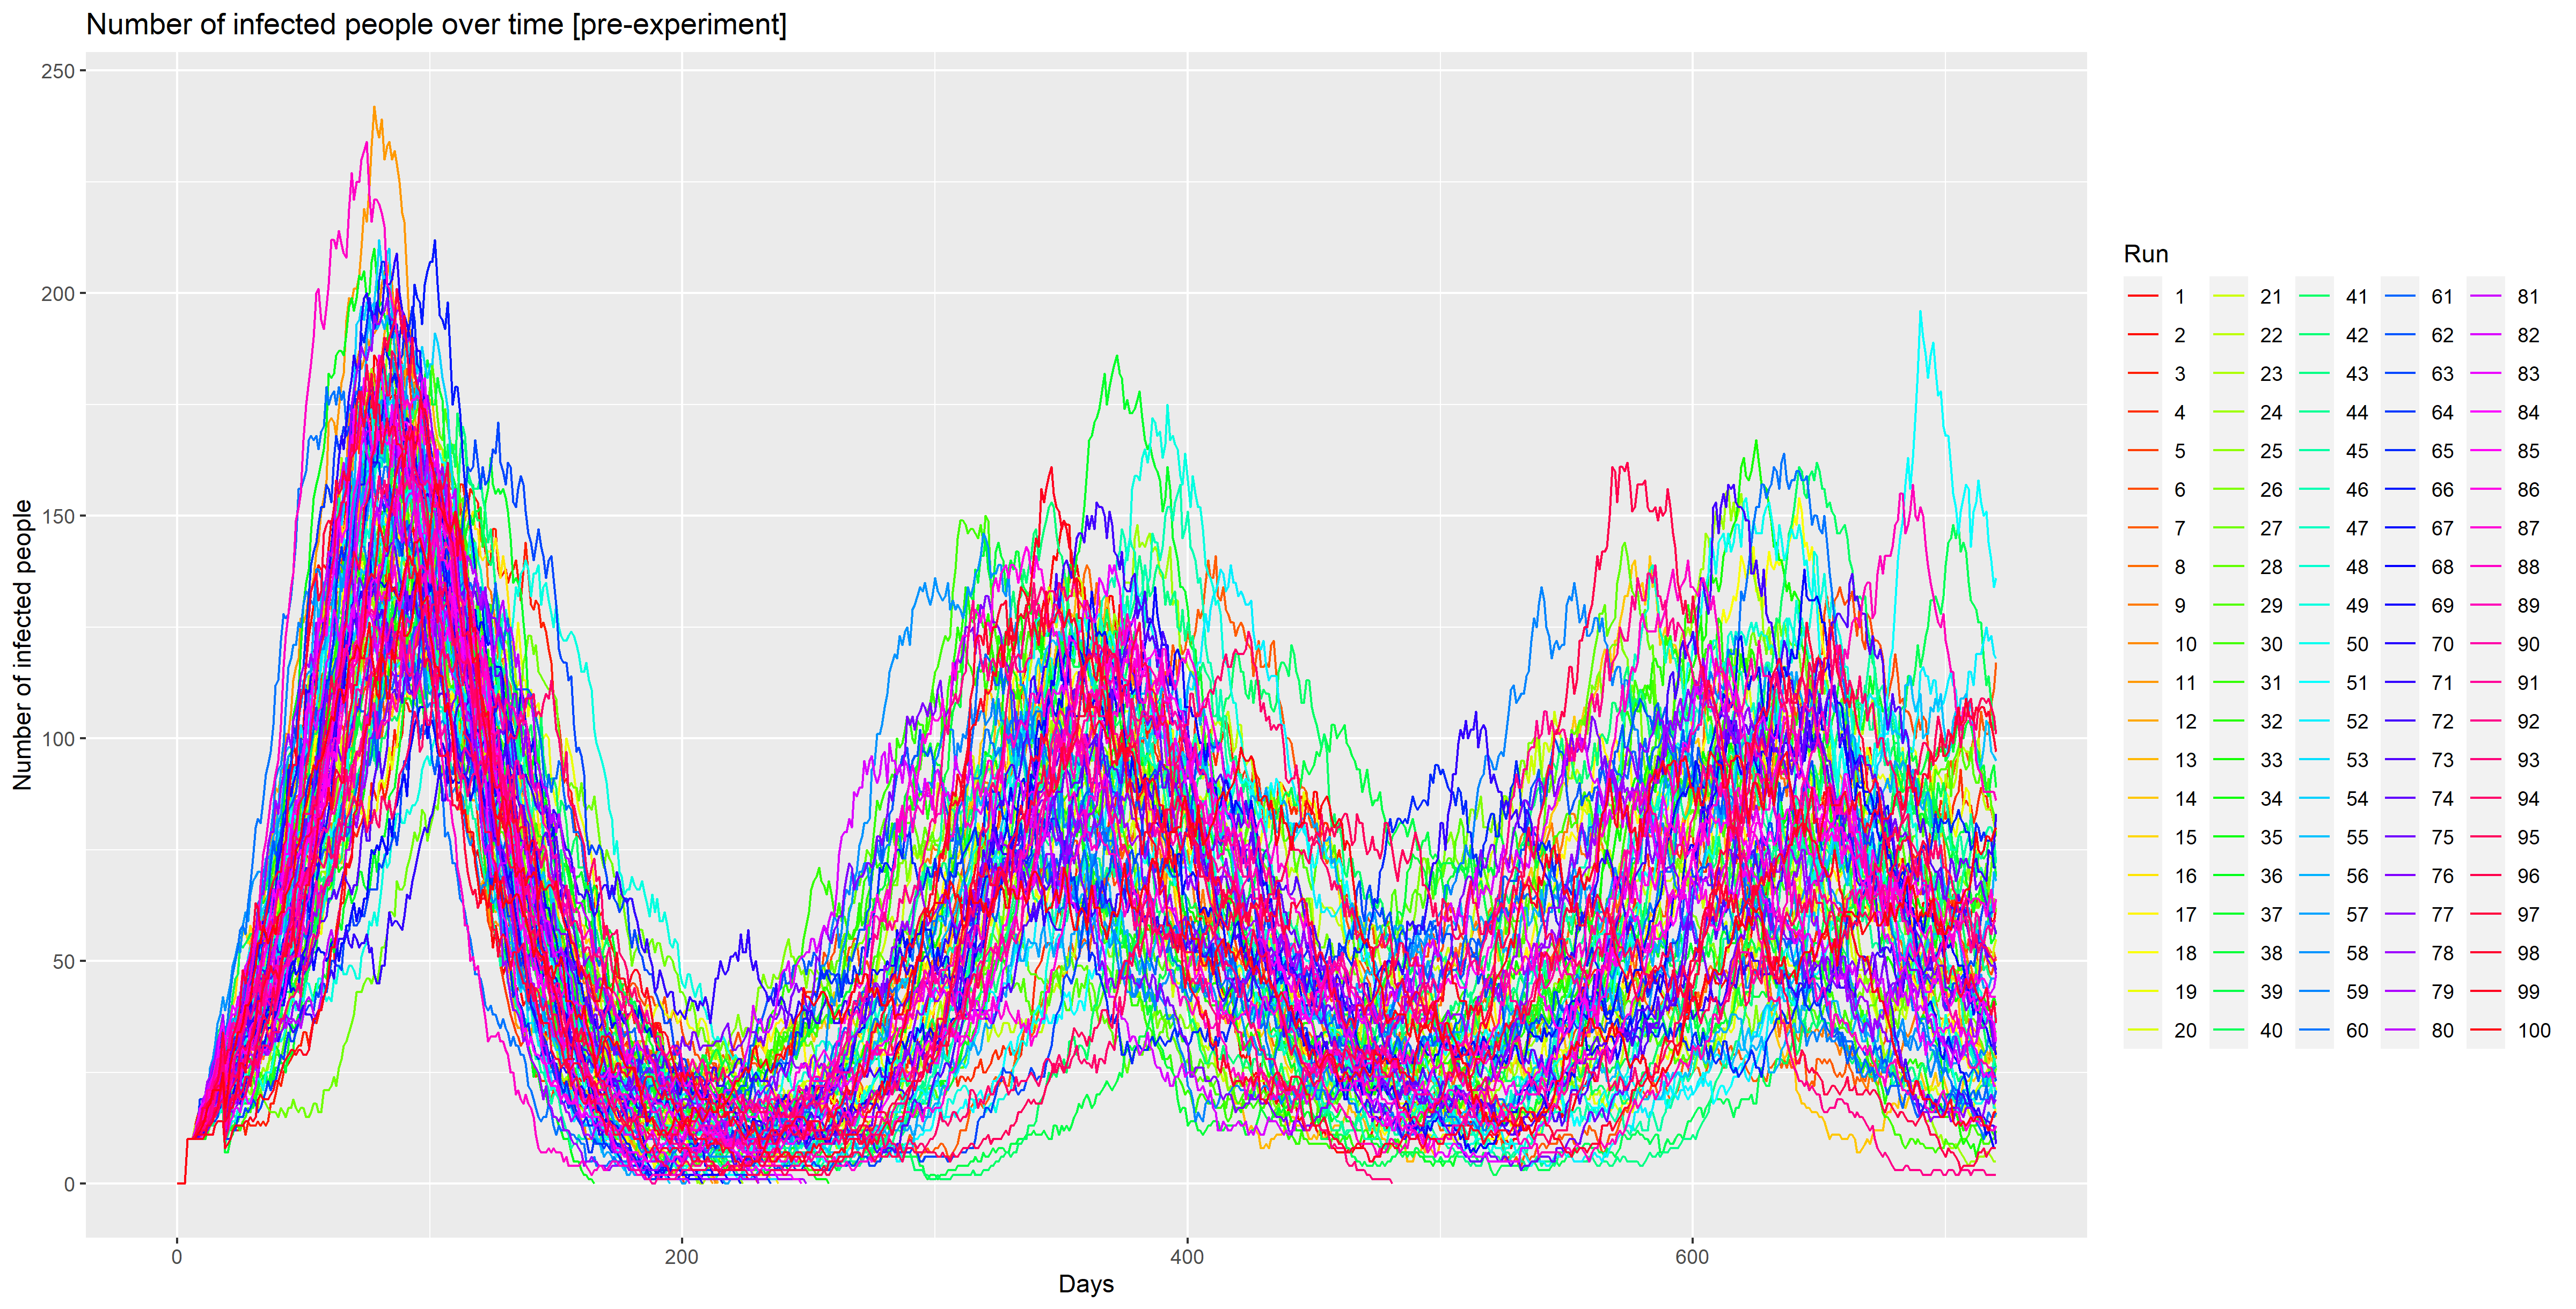 Number of infected people over time [pre-experiment]
Number of infected people
250
200
150
100
50
0
0 200 400 600
Days
Run
1 21 41 61 81
2 22 42 62 82
3 23 43 63 83
4 24 44 64 84
5 25 45 65 85
6 26 46 66 86
7 27 47 67 87
8 28 48 68 88
9 29 49 69 89
10 30 50 70 90
11 31 51 71 91
12 32 52 72 92
13 33 53 73 93
14 34 54 74 94
15 35 55 75 95
16 36 56 76 96
17 37 57 77 97
18 38 58 78 98
19 39 59 79 99
20 40 60 80 100